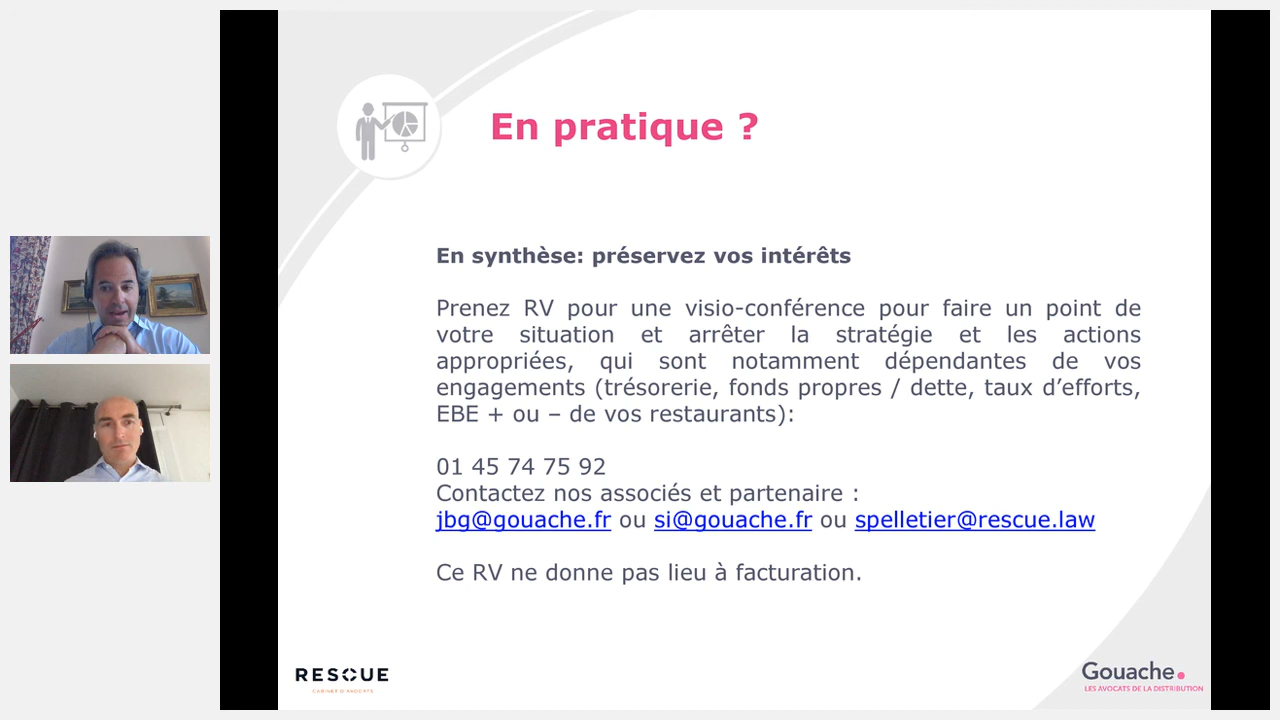 En pratique ?
En synthèse: préservez vos intérêts
Prenez RV pour une visio-conférence pour faire un point de
votre situation et arrêter la stratégie et les actions
appropriées, qui sont notamment dépendantes de vos
engagements (trésorerie, fonds propres / dette, taux d’efforts,
EBE + ou – de vos restaurants):
01 45 74 75 92
Contactez nos associés et partenaire :
jbg@gouache.fr ou si@gouache.fr ou spelletier@rescue.law
Ce RV ne donne pas lieu à facturation.
RESCUE
CABINET D'AVOCATS
Gouache.
LES AVOCATS DE LA DISTRIBUTION